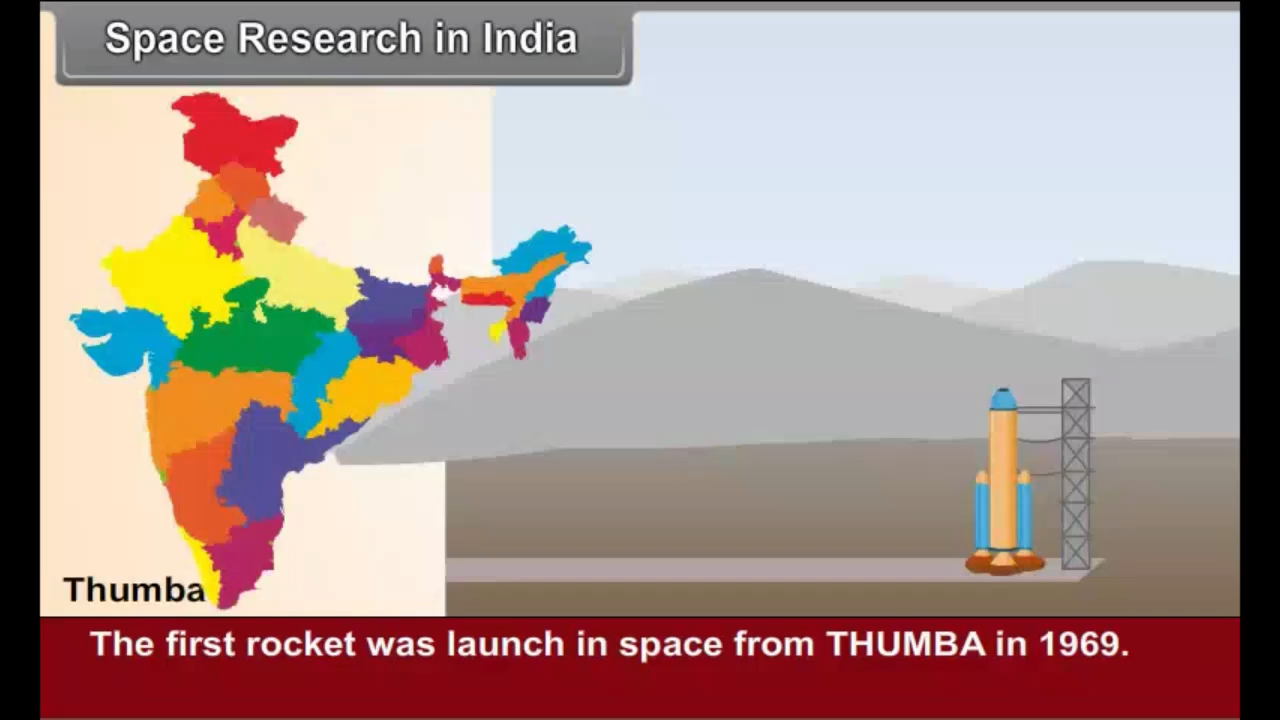 Space Research in India
Thumba
The first rocket was launch in space from THUMBA in 1969.